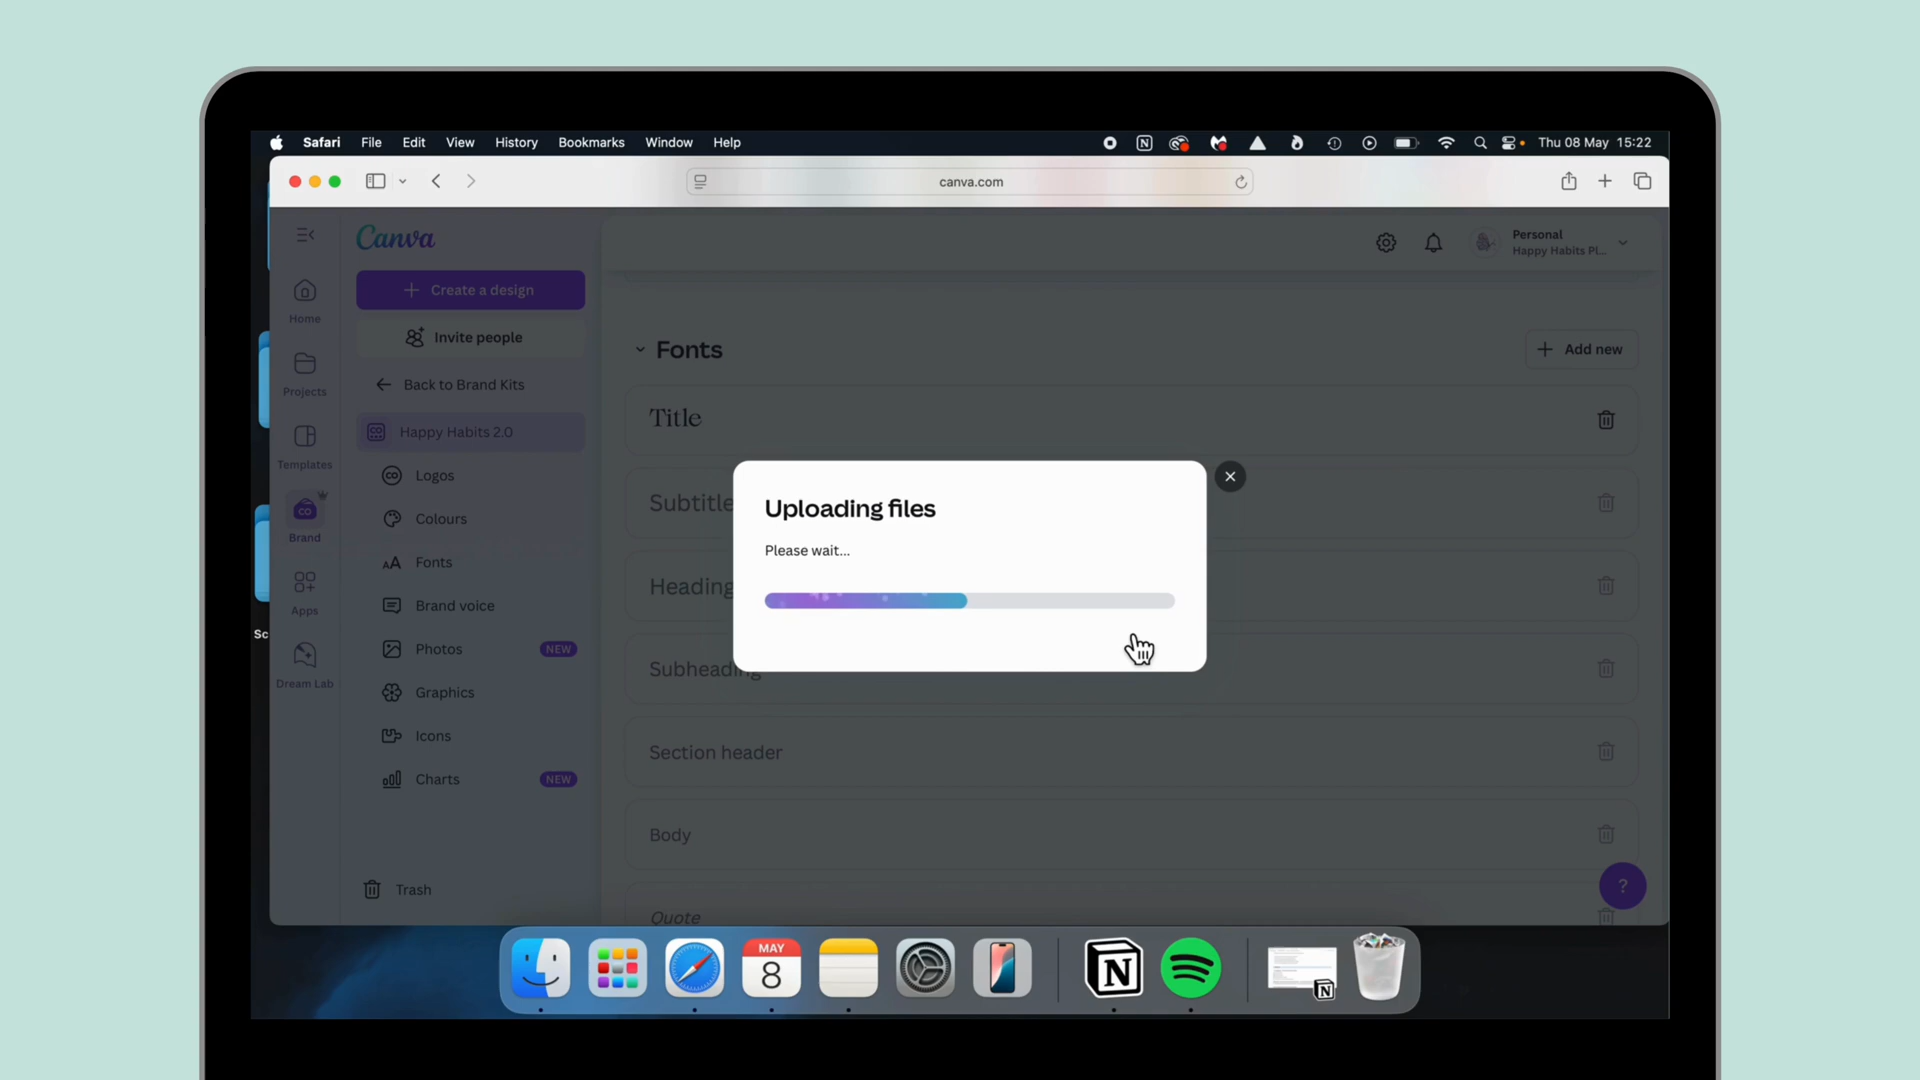 Safari File Edit View History Bookmarks Window Help
Thu 08 May 15:22
canva.com
Canva
Create a design
Invite people
Back to Brand Kits
Happy Habits 2.0
Logos
Colours
Fonts
Brand voice
Photos NEW
Graphics
Icons
Charts NEW
Trash
Home
Projects
Templates
CO
Brand
Apps
Dream Lab
Sc
Personal
Happy Habits Pl...
Fonts
Add new
Title
Subtitle
Heading
Subheading
Section header
Body
Quote
Uploading files
Please wait...
?
MAY
8